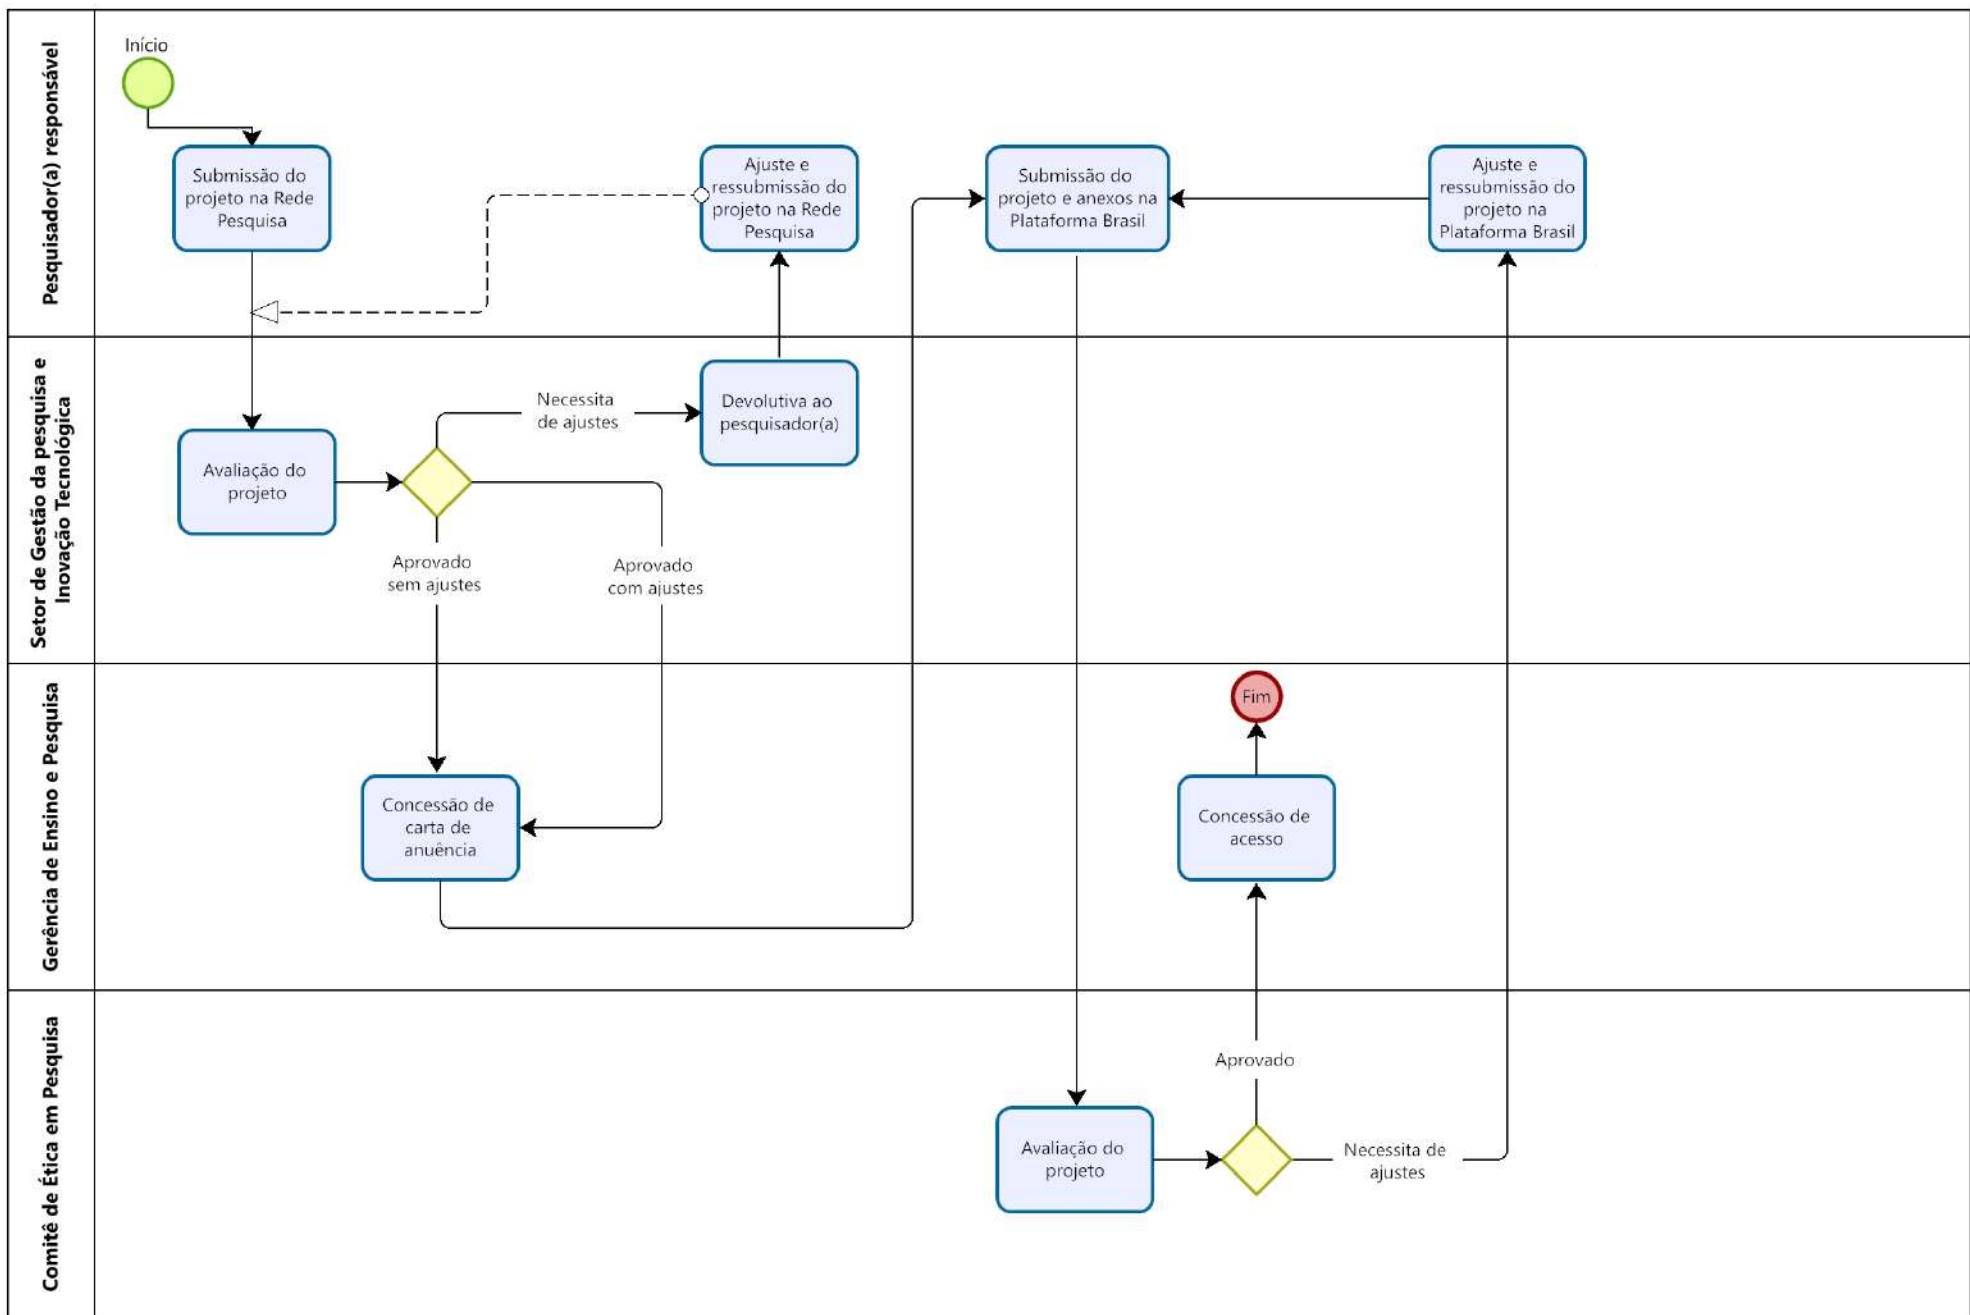 Pesquisador(a) responsável
Início
Submissão do
projeto na Rede
Pesquisa
Ajuste e
ressubmissão do
projeto na Rede
Pesquisa
Submissão do
projeto e anexos na
Plataforma Brasil
Ajuste e
ressubmissão do
projeto na
Plataforma Brasil
Setor de Gestão da pesquisa e
Inovação Tecnológica
Avaliação do
projeto
Necessita
de ajustes
Devolutiva ao
pesquisador(a)
Aprovado
sem ajustes
Aprovado
com ajustes
Gerência de Ensino e Pesquisa
Concessão de
carta de
anuência
Fim
Concessão de
acesso
Comitê de Ética em Pesquisa
Avaliação do
projeto
Aprovado
Necessita de
ajustes